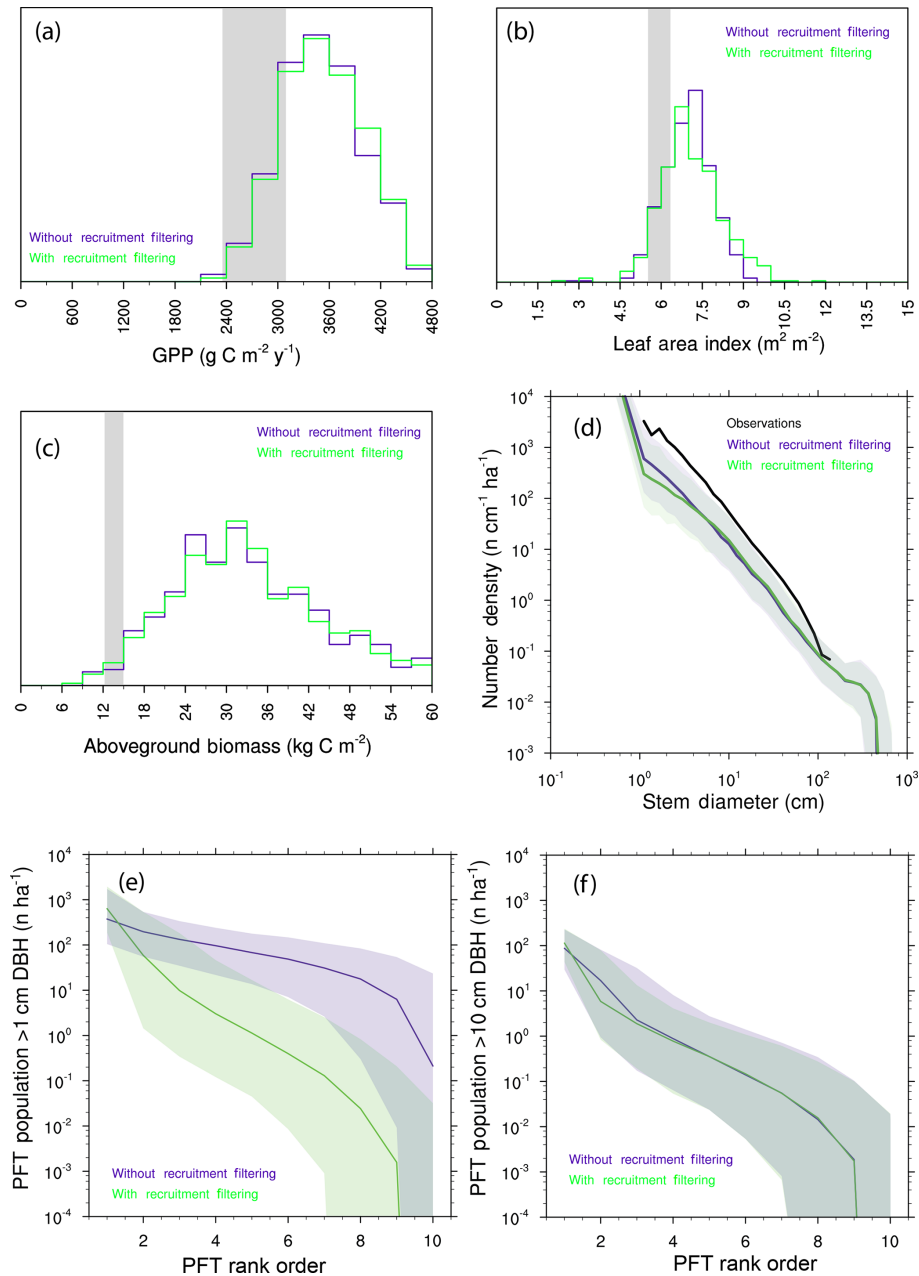 (a)
Without recruitment filtering
With recruitment filtering
0 600 1200 1800 2400 3000 3600 4200 4800
GPP (g C m⁻² y⁻¹)
(b)
Without recruitment filtering
With recruitment filtering
0 1.5 3 4.5 6 7.5 9 10.5 12 13.5 15
Leaf area index (m² m⁻²)
(c)
Without recruitment filtering
With recruitment filtering
0 6 12 18 24 30 36 42 48 54 60
Aboveground biomass (kg C m⁻²)
(d)
Observations
Without recruitment filtering
With recruitment filtering
Number density (n cm⁻¹ ha⁻¹)
10⁴
10³
10²
10¹
10⁰
10⁻¹
10⁻²
10⁻³
10⁻¹ 10⁰ 10¹ 10² 10³
Stem diameter (cm)
(e)
PFT population >1 cm DBH (n ha⁻¹)
10⁴
10³
10²
10¹
10⁰
10⁻¹
10⁻²
10⁻³
10⁻⁴
Without recruitment filtering
With recruitment filtering
2 4 6 8 10
PFT rank order
(f)
PFT population >10 cm DBH (n ha⁻¹)
10⁴
10³
10²
10¹
10⁰
10⁻¹
10⁻²
10⁻³
10⁻⁴
Without recruitment filtering
With recruitment filtering
2 4 6 8 10
PFT rank order